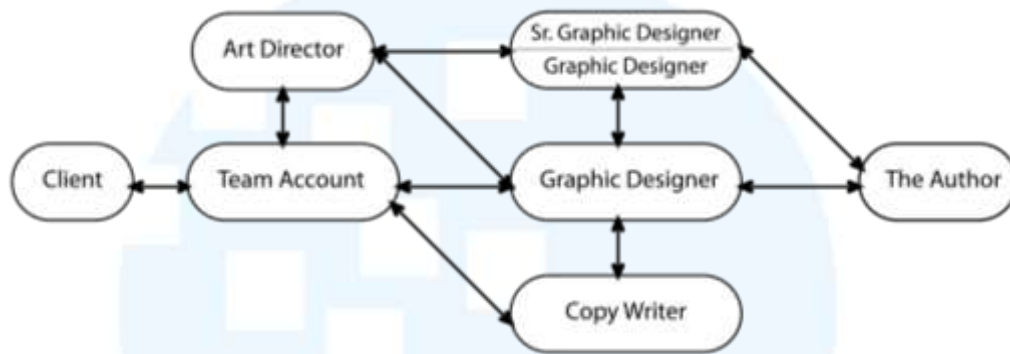 Art Director
Sr. Graphic Designer
Graphic Designer
Client
Team Account
Graphic Designer
The Author
Copy Writer